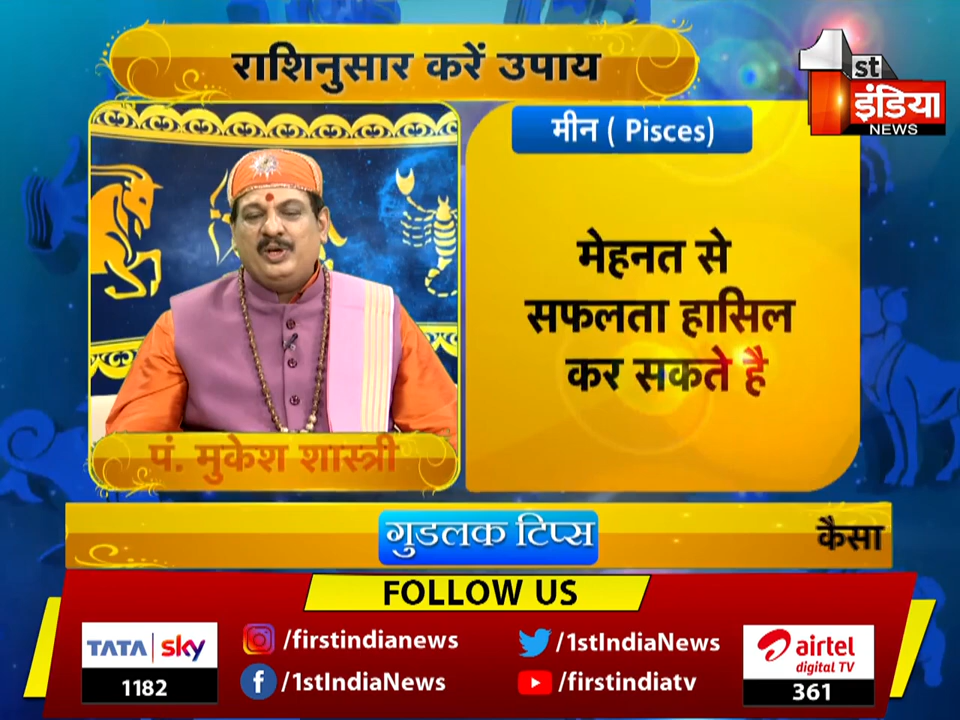 राशिनुसार करें उपाय
1st
इंडिया
NEWS
मीन ( Pisces)
मेहनत से
सफलता हासिल
कर सकते है
पं. मुकेश शास्त्री
गुडलक टिप्स
कैसा
FOLLOW US
TATA sky
1182
/firstindianews
/1stIndiaNews
/1stIndiaNews
/firstindiatv
airtel
digital TV
361